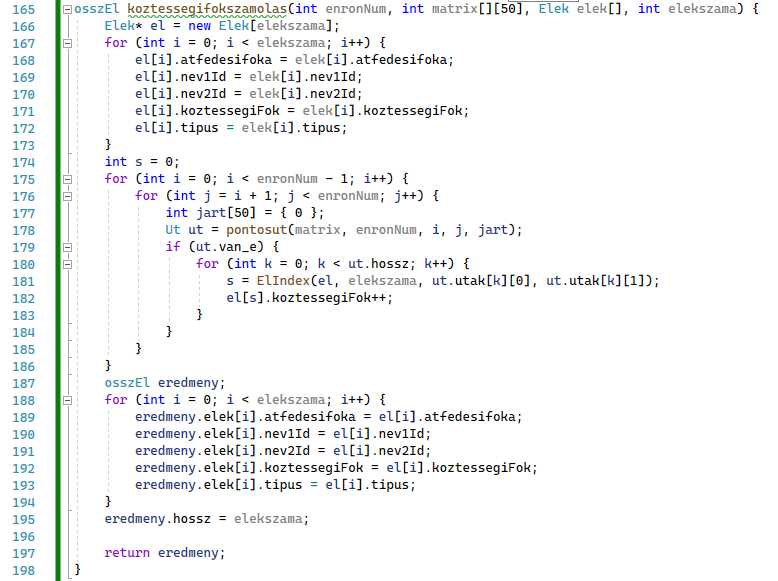 165 osszEl koztessegifokszamolas(int enronNum, int matrix[][50], Elek elek[], int elekszama) {
166     Elek* el = new Elek[elekszama];
167     for (int i = 0; i < elekszama; i++) {
168         el[i].atfedesifoka = elek[i].atfedesifoka;
169         el[i].nev1Id = elek[i].nev1Id;
170         el[i].nev2Id = elek[i].nev2Id;
171         el[i].koztessegiFok = elek[i].koztessegiFok;
172         el[i].tipus = elek[i].tipus;
173     }
174     int s = 0;
175     for (int i = 0; i < enronNum - 1; i++) {
176         for (int j = i + 1; j < enronNum; j++) {
177             int jart[50] = { 0 };
178             Ut ut = pontosut(matrix, enronNum, i, j, jart);
179             if (ut.van_e) {
180                 for (int k = 0; k < ut.hossz; k++) {
181                     s = ElIndex(el, elekszama, ut.utak[k][0], ut.utak[k][1]);
182                     el[s].koztessegiFok++;
183                 }
184             }
185         }
186     }
187     osszEl eredmeny;
188     for (int i = 0; i < elekszama; i++) {
189         eredmeny.elek[i].atfedesifoka = el[i].atfedesifoka;
190         eredmeny.elek[i].nev1Id = el[i].nev1Id;
191         eredmeny.elek[i].nev2Id = el[i].nev2Id;
192         eredmeny.elek[i].koztessegiFok = el[i].koztessegiFok;
193         eredmeny.elek[i].tipus = el[i].tipus;
194     }
195     eredmeny.hossz = elekszama;
196
197     return eredmeny;
198 }